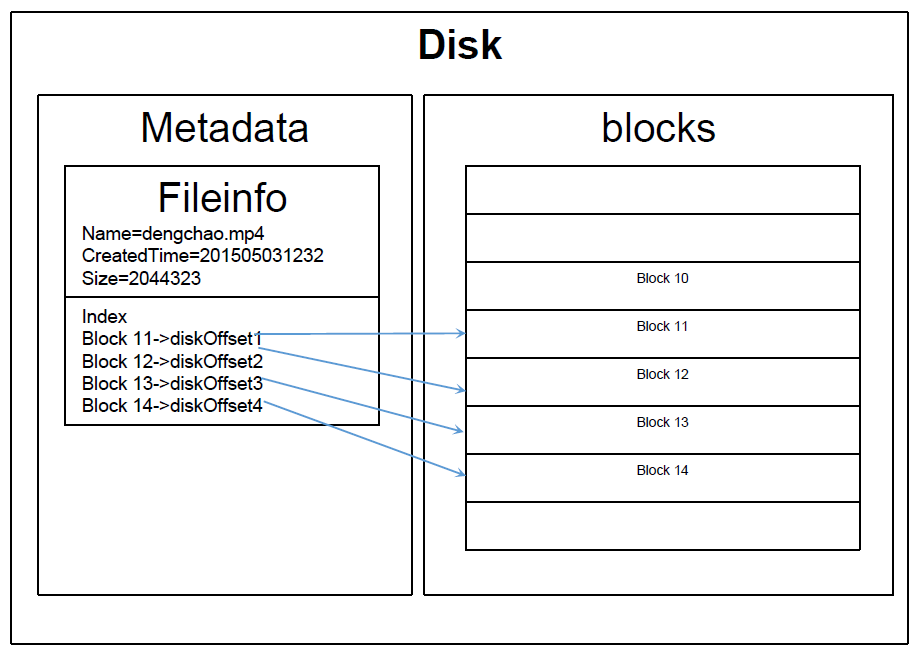 Disk
Metadata
Fileinfo
Name=dengchao.mp4
CreatedTime=201505031232
Size=2044323
Index
Block 11->diskOffset1
Block 12->diskOffset2
Block 13->diskOffset3
Block 14->diskOffset4
blocks
Block 10
Block 11
Block 12
Block 13
Block 14